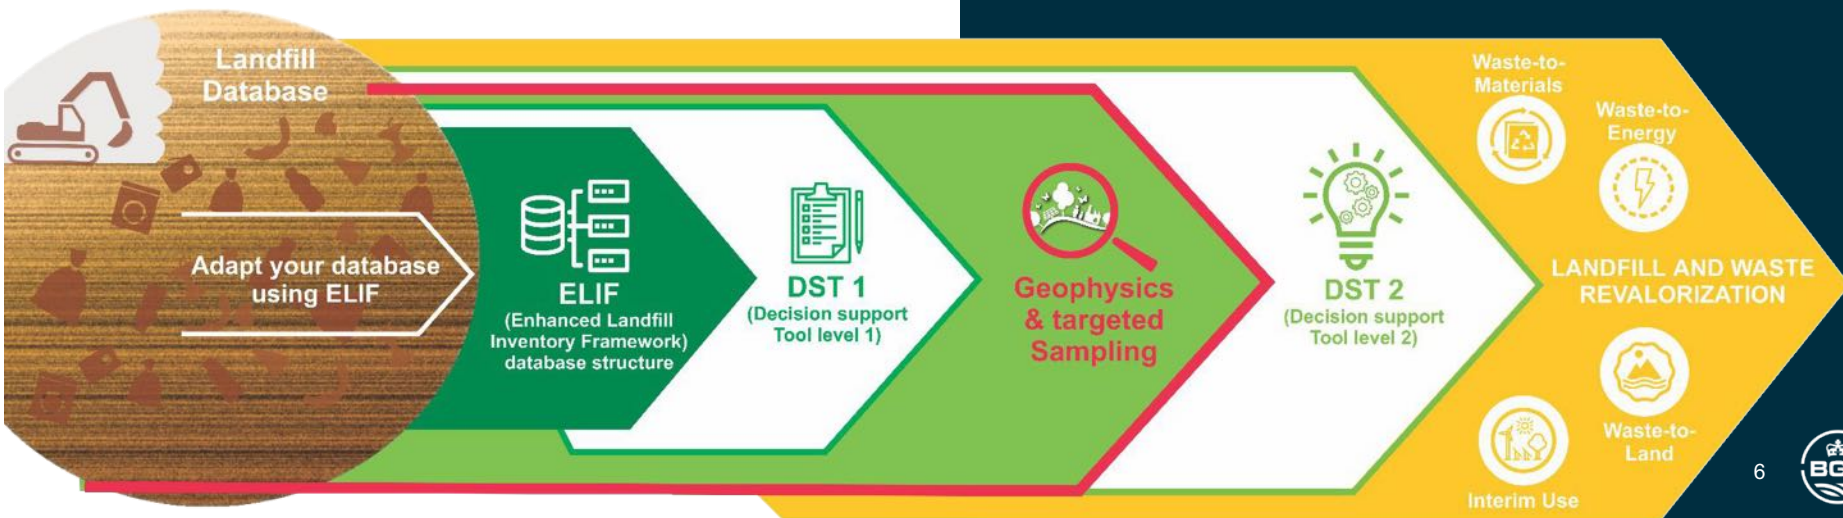 Landfill
Database
Adapt your database
using ELIF
ELIF
(Enhanced Landfill
Inventory Framework)
database structure
DST 1
(Decision support
Tool level 1)
Geophysics
& targeted
Sampling
DST 2
(Decision support
Tool level 2)
Waste-to-
Materials
Waste-to-
Energy
LANDFILL AND WASTE
REVALORIZATION
Waste-to-
Land
Interim Use
6